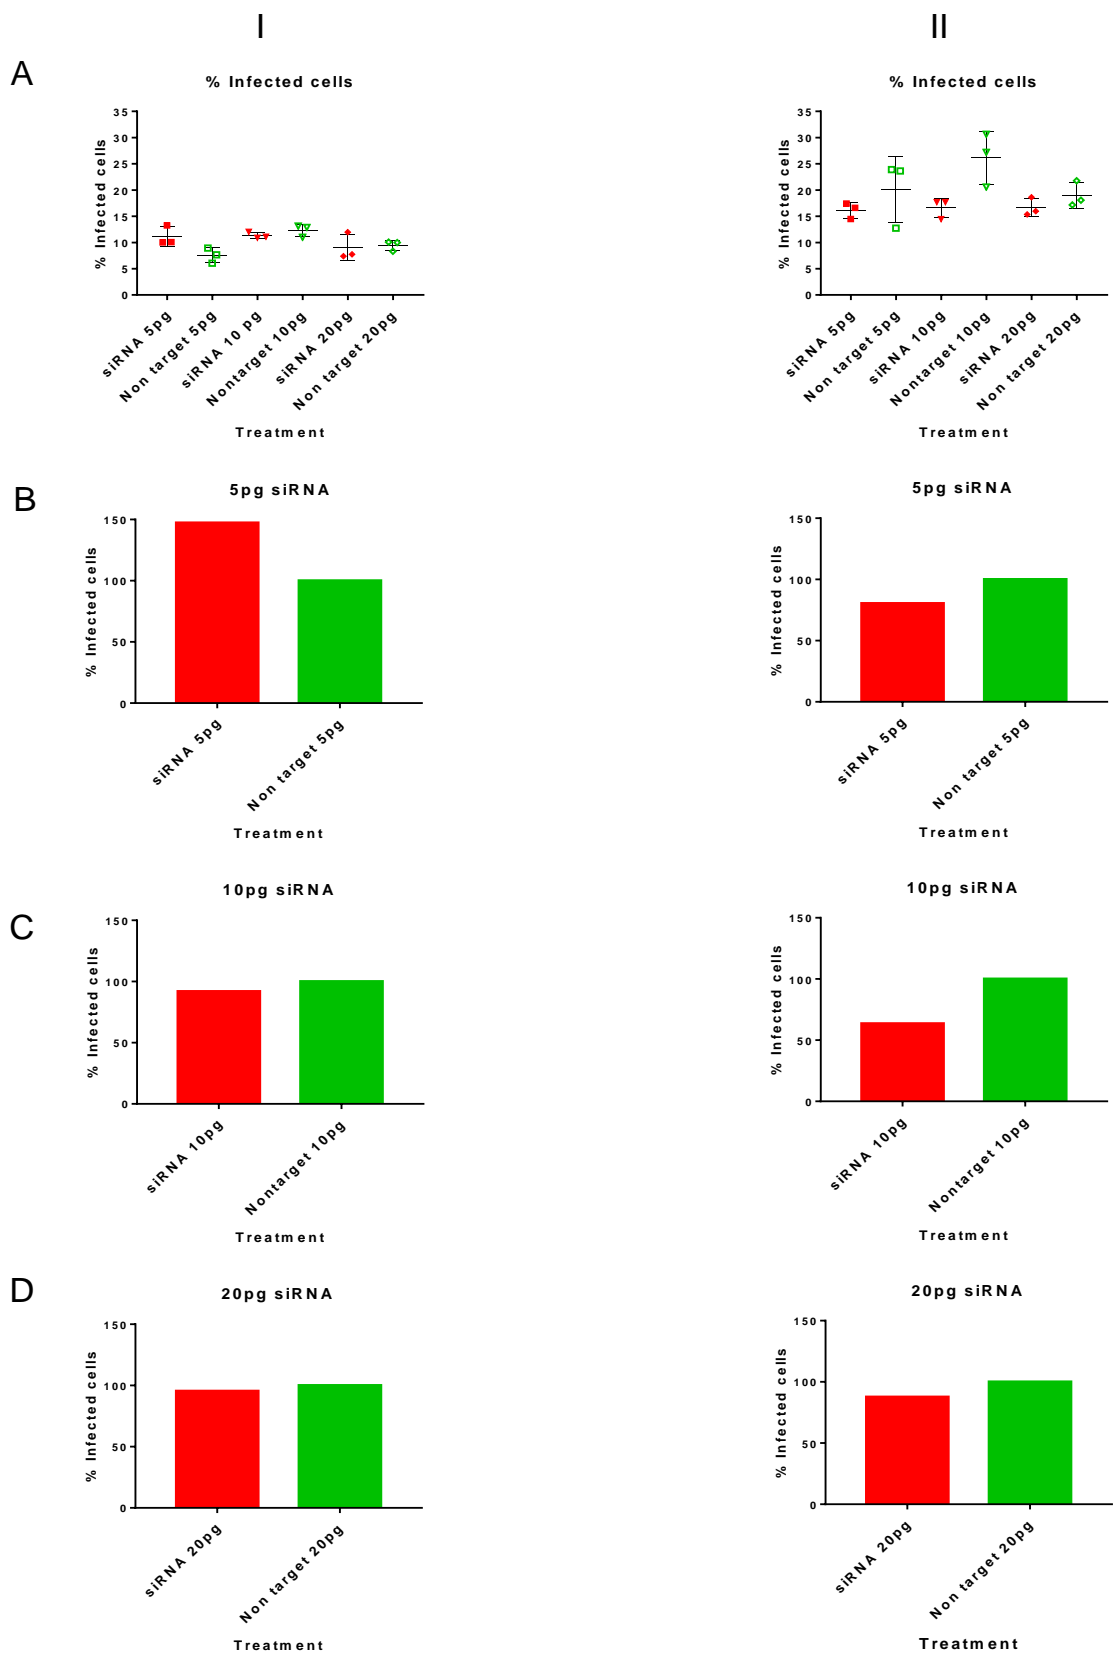 I
II
A
% Infected cells
% Infected cells
35
30
25
20
15
10
5
0
siRNA 5pg
Non target 5pg
siRNA 10 pg
Nontarget 10pg
siRNA 20pg
Non target 20pg
Treatment
% Infected cells
% Infected cells
35
30
25
20
15
10
5
0
siRNA 5pg
Non target 5pg
siRNA 10pg
Nontarget 10pg
siRNA 20pg
Non target 20pg
Treatment
B
5pg siRNA
% Infected cells
150
100
50
0
siRNA 5pg
Non target 5pg
Treatment
5pg siRNA
% Infected cells
150
100
50
0
siRNA 5pg
Non target 5pg
Treatment
C
10pg siRNA
% Infected cells
150
100
50
0
siRNA 10pg
Nontarget 10pg
Treatment
10pg siRNA
% Infected cells
150
100
50
0
siRNA 10pg
Nontarget 10pg
Treatment
D
20pg siRNA
% Infected cells
150
100
50
0
siRNA 20pg
Non target 20pg
Treatment
20pg siRNA
% Infected cells
150
100
50
0
siRNA 20pg
Non target 20pg
Treatment